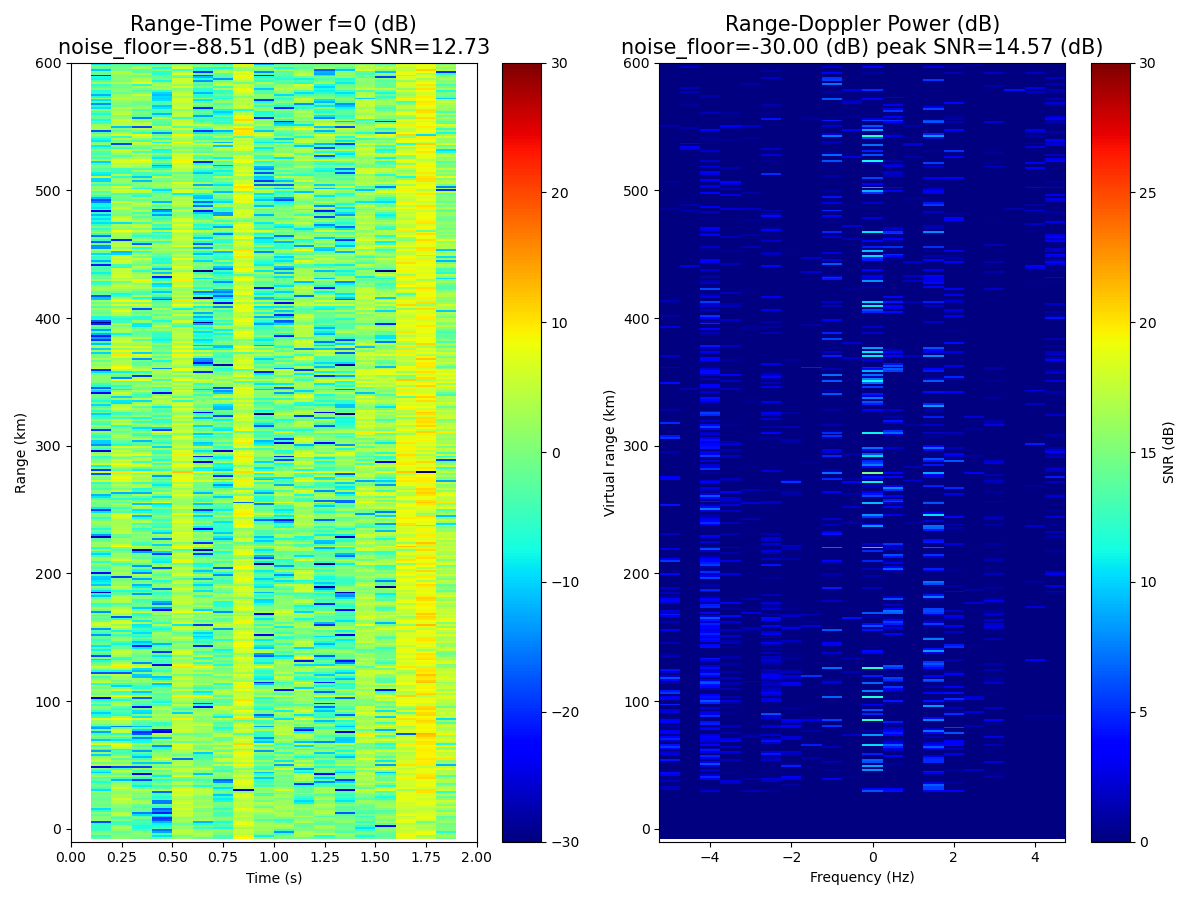 Range-Time Power f=0 (dB)
noise_floor=-88.51 (dB) peak SNR=12.73
Range (km)
600
500
400
300
200
100
0
0.00 0.25 0.50 0.75 1.00 1.25 1.50 1.75 2.00
Time (s)
30
20
10
0
−10
−20
−30
Range-Doppler Power (dB)
noise_floor=-30.00 (dB) peak SNR=14.57 (dB)
Virtual range (km)
600
500
400
300
200
100
0
−4 −2 0 2 4
Frequency (Hz)
30
25
20
15
10
5
0
SNR (dB)